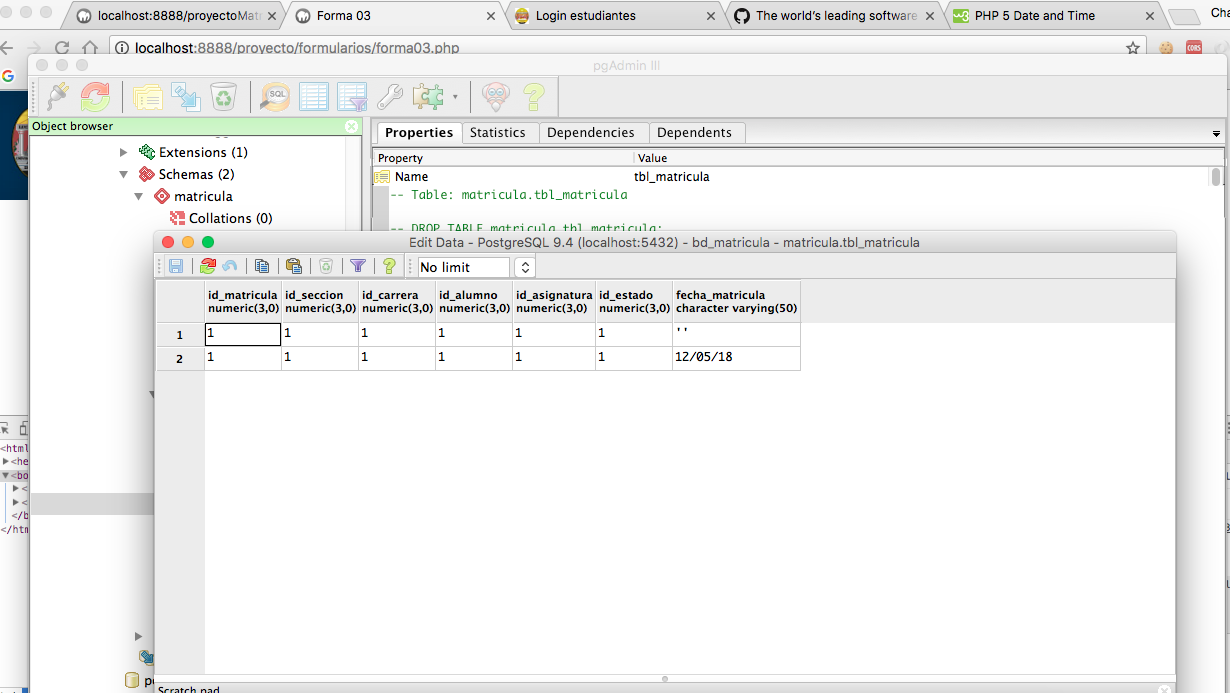 localhost:8888/proyectoMat
Forma 03
Login estudiantes
The world's leading software
PHP 5 Date and Time
Cha
localhost:8888/proyecto/formularios/forma03.php
CORS
pgAdmin III
SQL
Object browser
Properties
Statistics
Dependencies
Dependents
Extensions (1)
Schemas (2)
matricula
Collations (0)
Property Value
Name tbl_matricula
-- Table: matricula.tbl_matricula
-- DROP TABLE matricula.tbl_matricula;
Edit Data - PostgreSQL 9.4 (localhost:5432) - bd_matricula - matricula.tbl_matricula
No limit
id_matricula id_seccion id_carrera id_alumno id_asignatura id_estado fecha_matricula
numeric(3,0) numeric(3,0) numeric(3,0) numeric(3,0) numeric(3,0) numeric(3,0) character varying(50)
1 1 1 1 1 1 1 ''
2 1 1 1 1 1 1 12/05/18
<html
<he
<bo
<
<
</b
</htm
po
Scratch pad